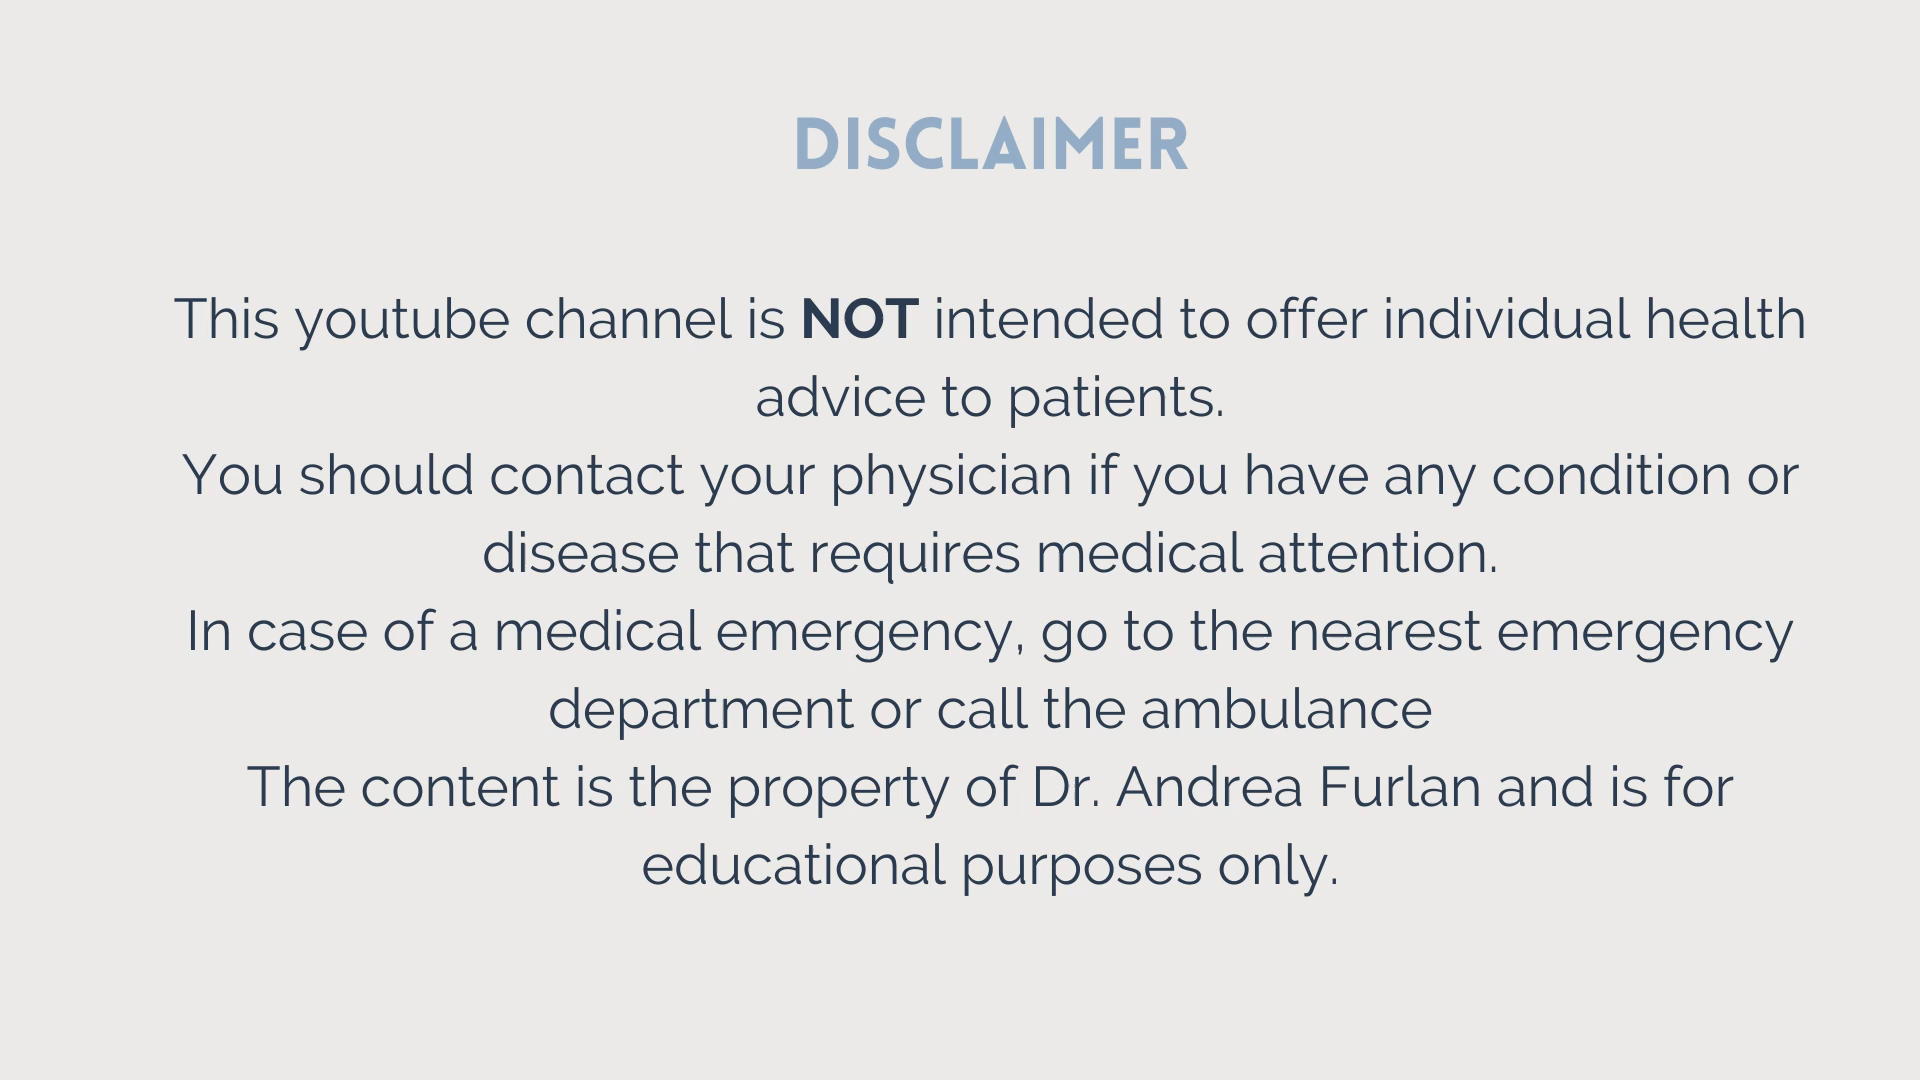 DISCLAIMER
This youtube channel is NOT intended to offer individual health
advice to patients.
You should contact your physician if you have any condition or
disease that requires medical attention.
In case of a medical emergency, go to the nearest emergency
department or call the ambulance
The content is the property of Dr. Andrea Furlan and is for
educational purposes only.